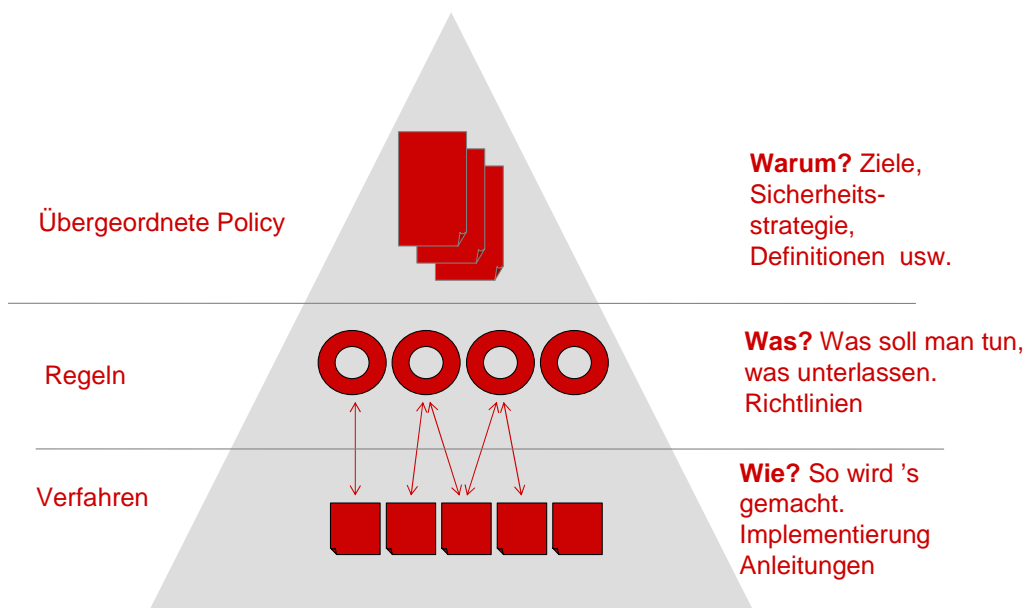 Übergeordnete Policy
Warum? Ziele,
Sicherheits-
strategie,
Definitionen usw.
Regeln
Was? Was soll man tun,
was unterlassen.
Richtlinien
Verfahren
Wie? So wird 's
gemacht.
Implementierung
Anleitungen